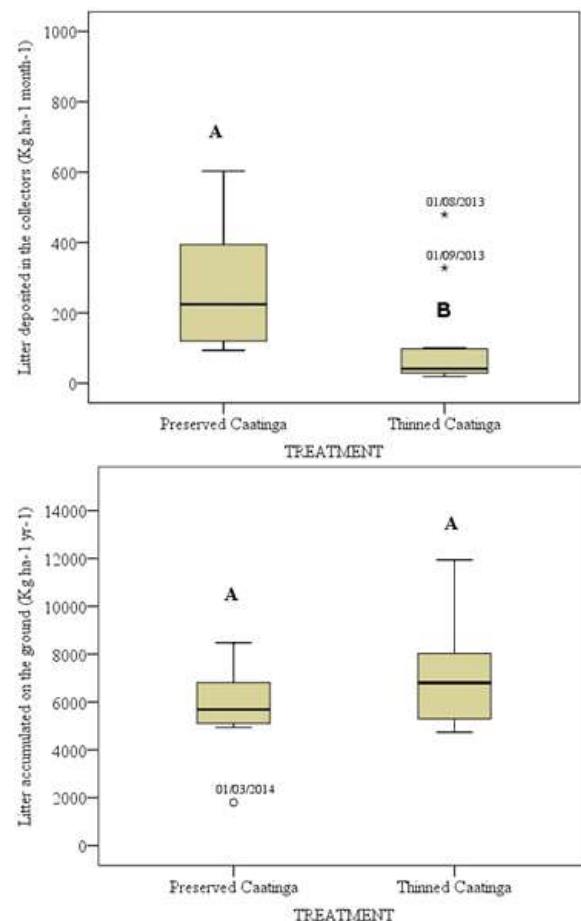 Litter deposited in the collectors (Kg ha-1 month-1)
1000
800
600
400
200
0
A
01/08/2013
01/09/2013
B
Preserved Caatinga
Thinned Caatinga
TREATMENT
Litter accumulated on the ground (Kg ha-1 yr-1)
14000
12000
10000
8000
6000
4000
2000
0
A
A
01/03/2014
Preserved Caatinga
Thinned Caatinga
TREATMENT